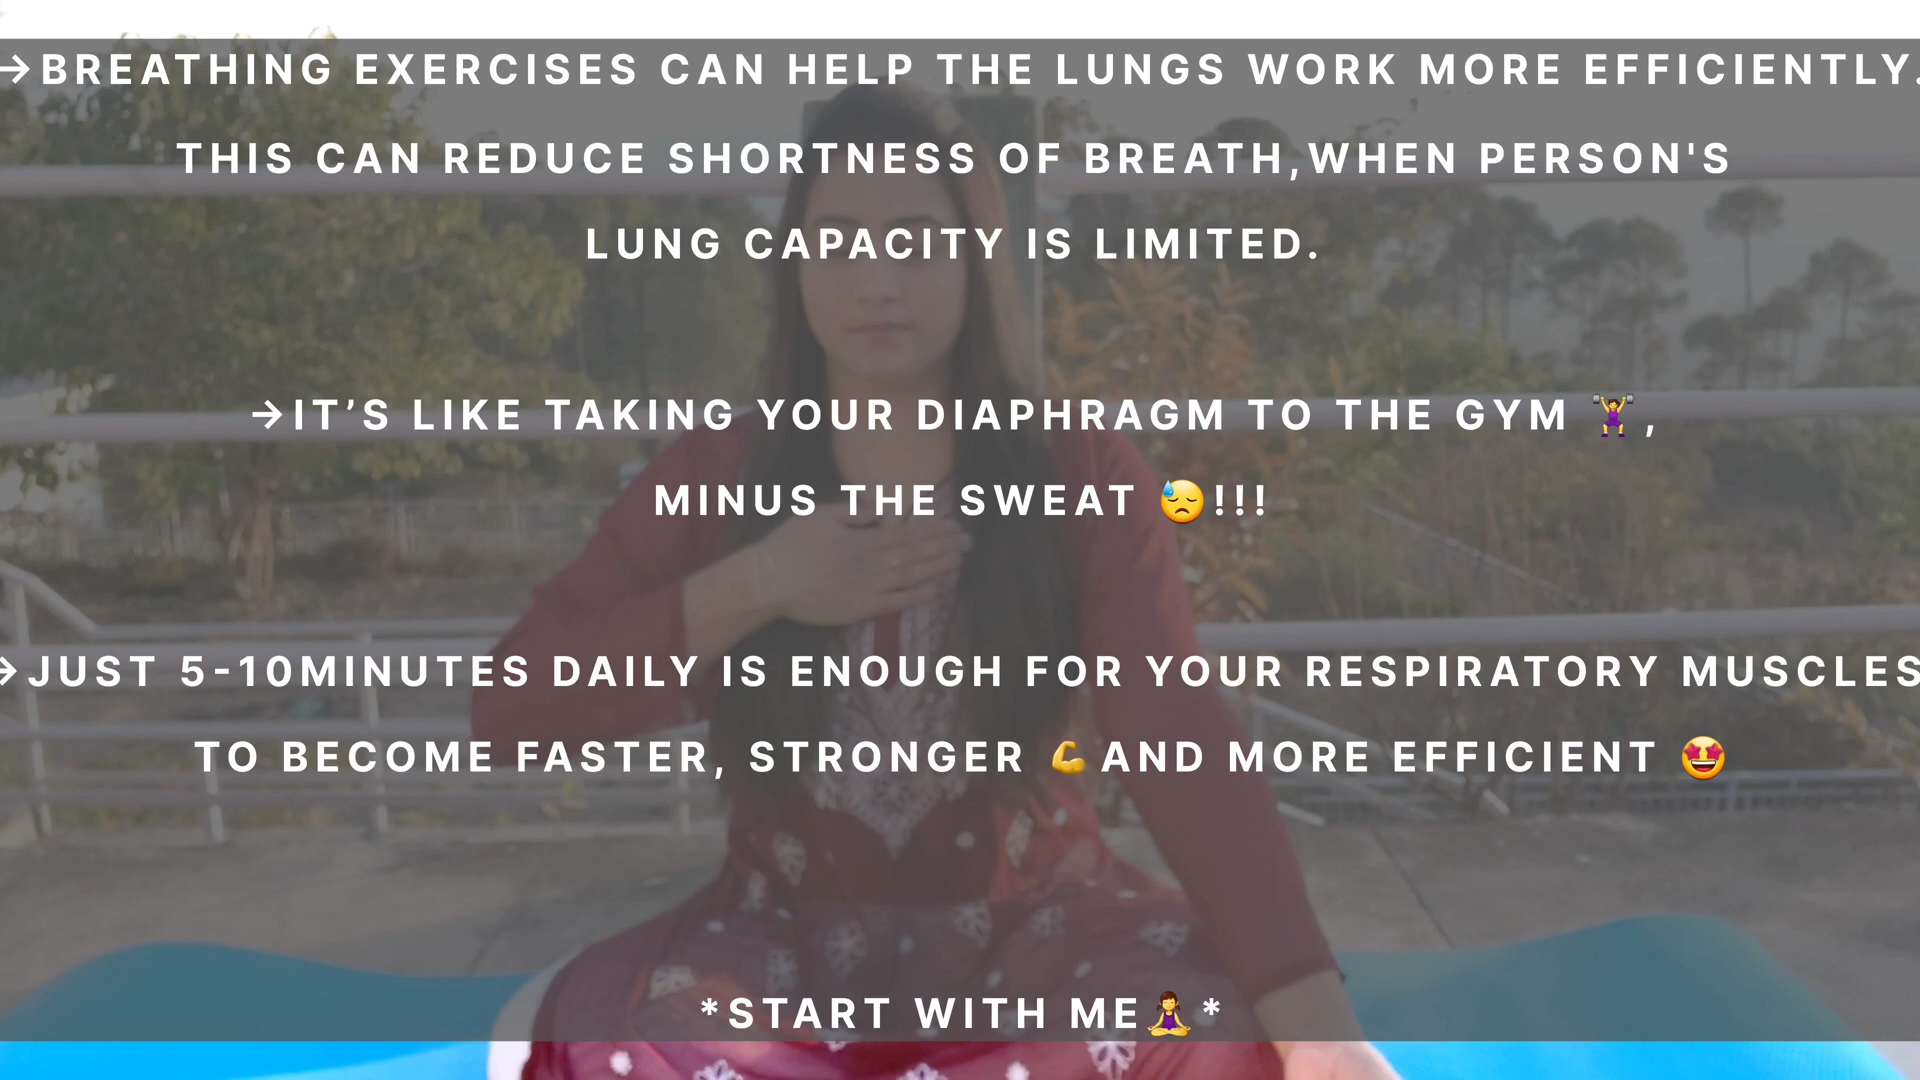 →BREATHING EXERCISES CAN HELP THE LUNGS WORK MORE EFFICIENTLY.
THIS CAN REDUCE SHORTNESS OF BREATH,WHEN PERSON'S
LUNG CAPACITY IS LIMITED.
→IT’S LIKE TAKING YOUR DIAPHRAGM TO THE GYM 🏋️‍♀️,
MINUS THE SWEAT 😓!!!
→JUST 5-10MINUTES DAILY IS ENOUGH FOR YOUR RESPIRATORY MUSCLES
TO BECOME FASTER, STRONGER 💪AND MORE EFFICIENT 🤩
*START WITH ME🧘‍♀️*